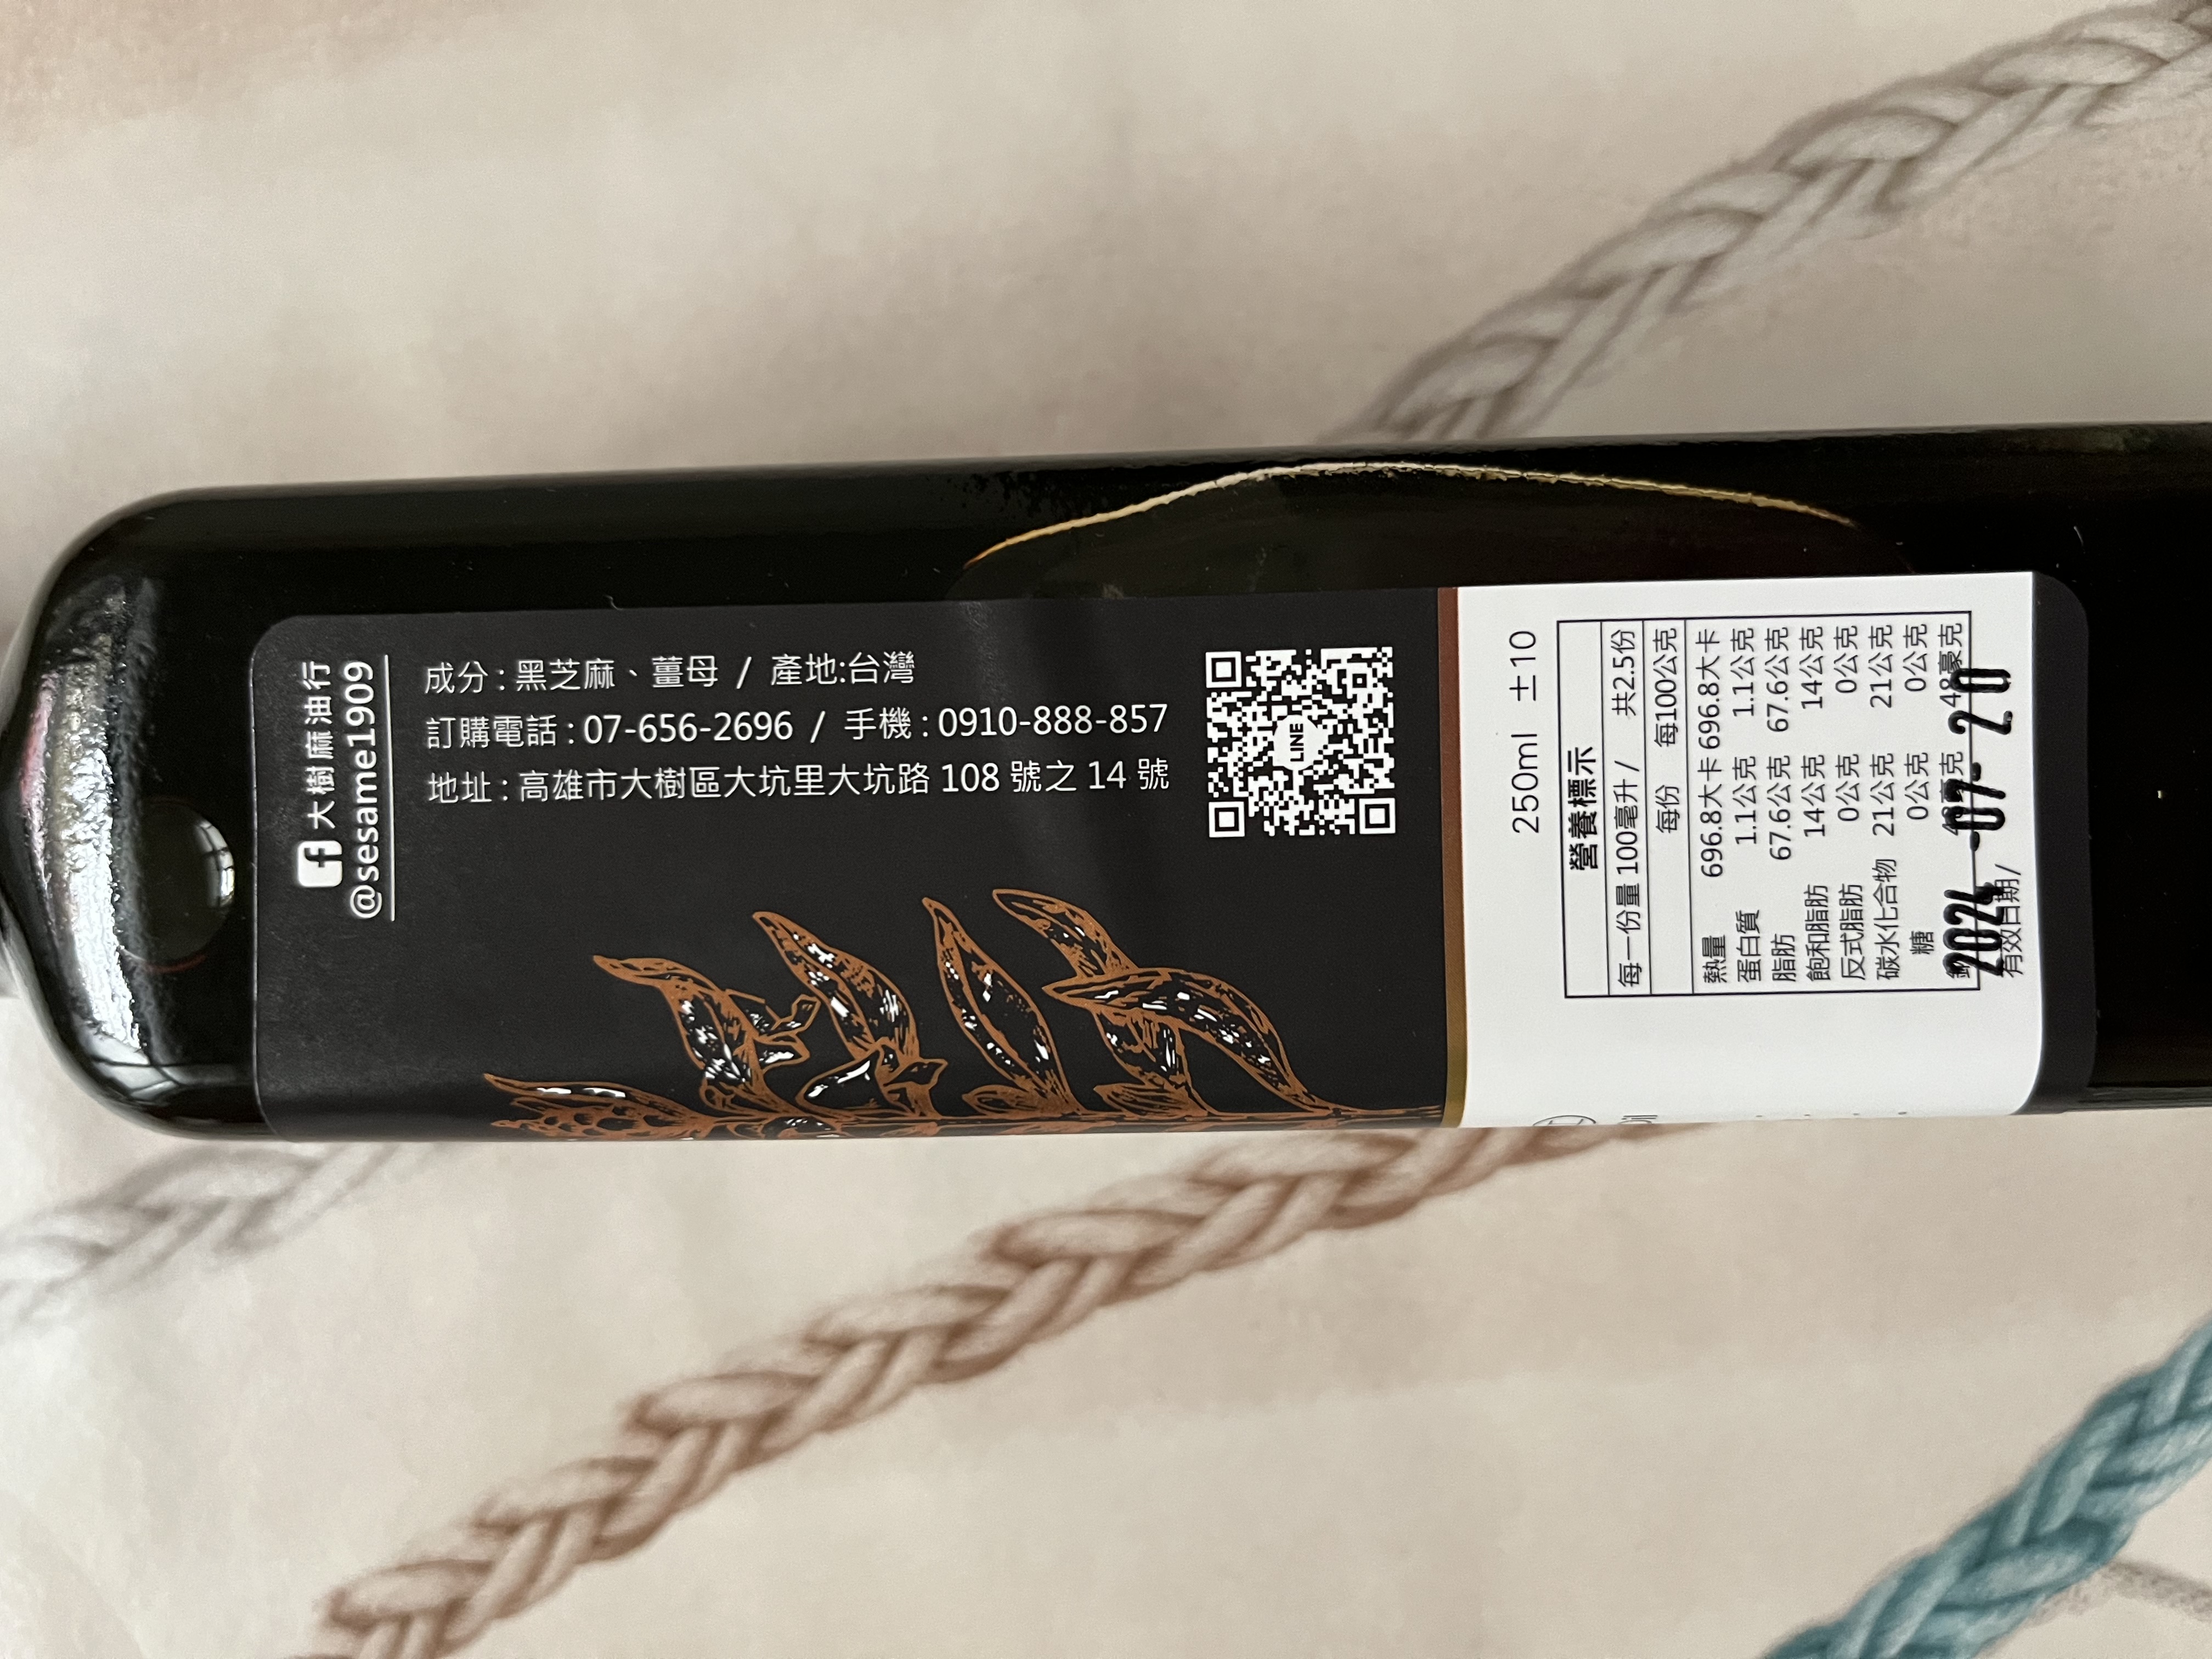 大樹麻油行
@sesame1909
成分：黑芝麻、薑母 / 產地:台灣
訂購電話：07-656-2696 / 手機：0910-888-857
地址：高雄市大樹區大坑里大坑路 108 號之 14 號
LINE
250ml ±10
營養標示
每一份量 100毫升 / 共2.5份
每份 每100公克
熱量 696.8大卡 696.8大卡
蛋白質 1.1公克 1.1公克
脂肪 67.6公克 67.6公克
飽和脂肪 14公克 14公克
反式脂肪 0公克 0公克
碳水化合物 21公克 21公克
糖 0公克 0公克
48毫克
2024-07-20
有效日期/